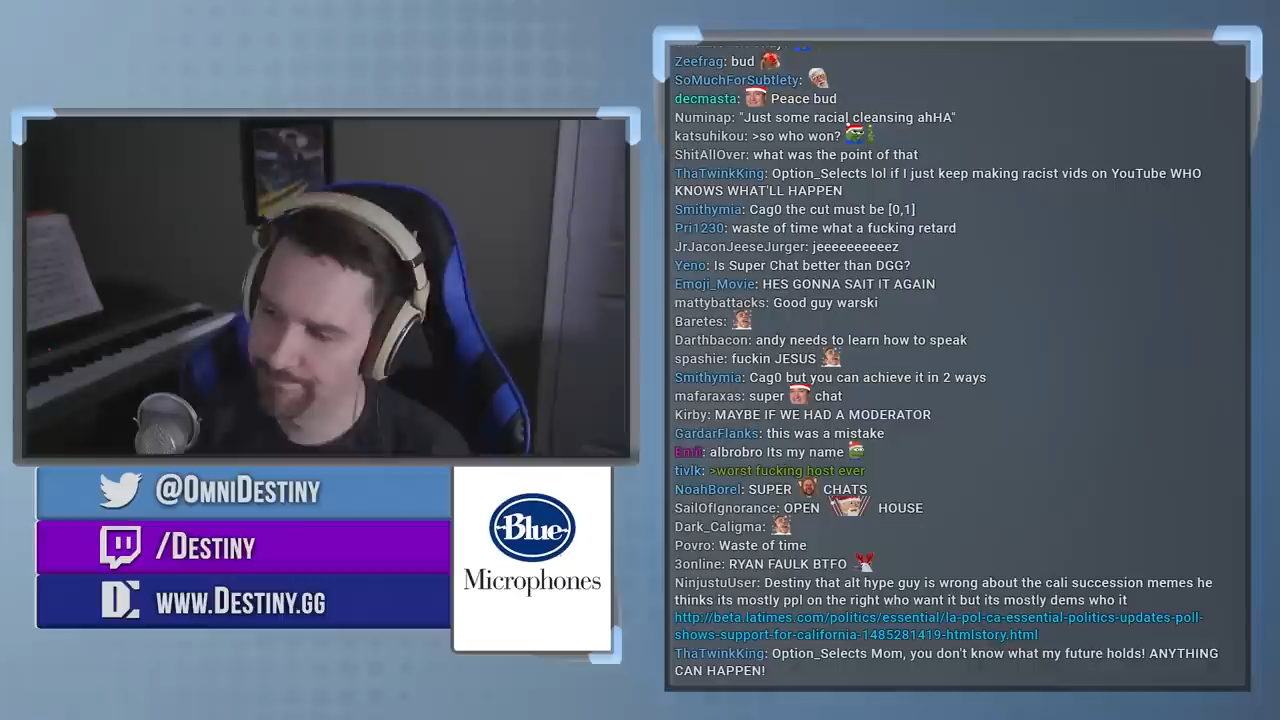 Zeefrag: bud
SoMuchForSubtlety:
decmasta: Peace bud
Numinap: "Just some racial cleansing ahHA"
katsuhikou: >so who won?
ShitAllOver: what was the point of that
ThaTwinkKing: Option_Selects lol if I just keep making racist vids on YouTube WHO
KNOWS WHAT'LL HAPPEN
Smithymia: Cag0 the cut must be [0,1]
Pri1230: waste of time what a fucking retard
JrJaconJeeseJurger: jeeeeeeeeeez
Yeno: Is Super Chat better than DGG?
Emoji_Movie: HES GONNA SAIT IT AGAIN
mattybattacks: Good guy warski
Baretes:
Darthbacon: andy needs to learn how to speak
spashie: fuckin JESUS
Smithymia: Cag0 but you can achieve it in 2 ways
mafaraxas: super chat
Kirby: MAYBE IF WE HAD A MODERATOR
GardarFlanks: this was a mistake
albrobro Its my name
tivlk: >worst fucking host ever
NoahBorel: SUPER CHATS
SailOfIgnorance: OPEN HOUSE
Dark_Caligma:
Povro: Waste of time
3online: RYAN FAULK BTFO
NinjustuUser: Destiny that alt hype guy is wrong about the cali succession memes he
thinks its mostly ppl on the right who want it but its mostly dems who it
http://beta.latimes.com/politics/essential/la-pol-ca-essential-politics-updates-poll-
shows-support-for-california-1485281419-htmlstory.html
ThaTwinkKing: Option_Selects Mom, you don't know what my future holds! ANYTHING
CAN HAPPEN!
@OmniDestiny
/Destiny
www.Destiny.gg
Blue
Microphones